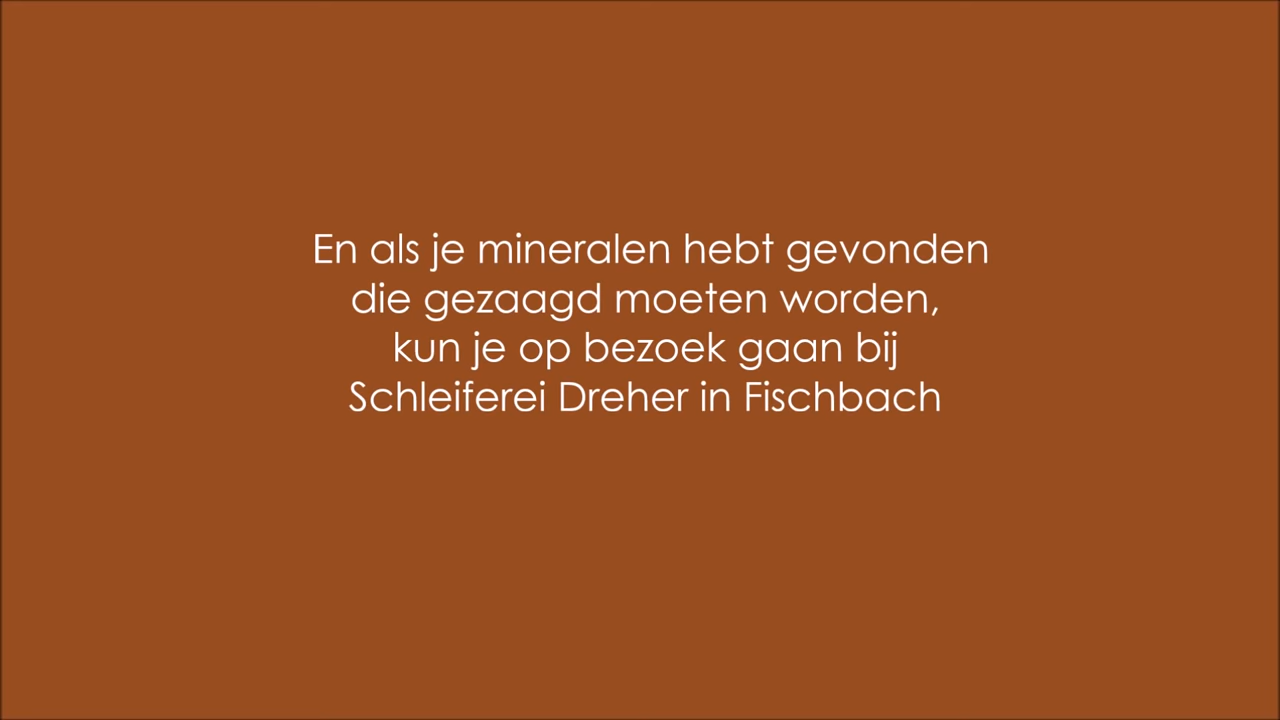 En als je mineralen hebt gevonden
die gezaagd moeten worden,
kun je op bezoek gaan bij
Schleiferei Dreher in Fischbach